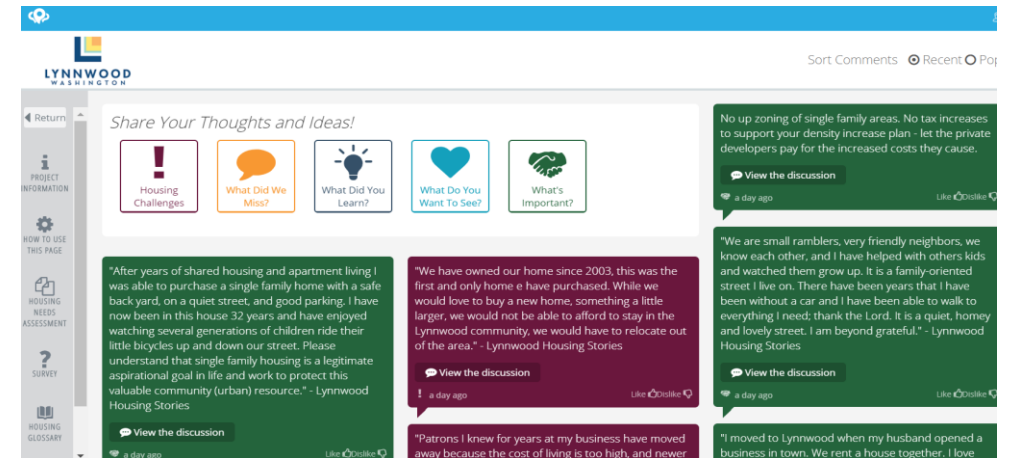 LYNNWOOD
WASHINGTON
Sort Comments Recent Pop
Return
PROJECT
INFORMATION
HOW TO USE
THIS PAGE
HOUSING
NEEDS
ASSESSMENT
SURVEY
HOUSING
GLOSSARY
Share Your Thoughts and Ideas!
Housing
Challenges
What Did We
Miss?
What Did You
Learn?
What Do You
Want To See?
What's
Important?
"After years of shared housing and apartment living I
was able to purchase a single family home with a safe
back yard, on a quiet street, and good parking. I have
now been in this house 32 years and have enjoyed
watching several generations of children ride their
little bicycles up and down our street. Please
understand that single family housing is a legitimate
aspirational goal in life and work to protect this
valuable community (urban) resource." - Lynnwood
Housing Stories
View the discussion
a day ago Like Dislike
"We have owned our home since 2003, this was the
first and only home e have purchased. While we
would love to buy a new home, something a little
larger, we would not be able to afford to stay in the
Lynnwood community, we would have to relocate out
of the area." - Lynnwood Housing Stories
View the discussion
a day ago Like Dislike
"Patrons I knew for years at my business have moved
away because the cost of living is too high, and newer
No up zoning of single family areas. No tax increases
to support your density increase plan - let the private
developers pay for the increased costs they cause.
View the discussion
a day ago Like Dislike
"We are small ramblers, very friendly neighbors, we
know each other, and I have helped with others kids
and watched them grow up. It is a family-oriented
street I live on. There have been years that I have
been without a car and I have been able to walk to
everything I need; thank the Lord. It is a quiet, homey
and lovely street. I am beyond grateful." - Lynnwood
Housing Stories
View the discussion
a day ago Like Dislike
"I moved to Lynnwood when my husband opened a
business in town. We rent a house together. I love